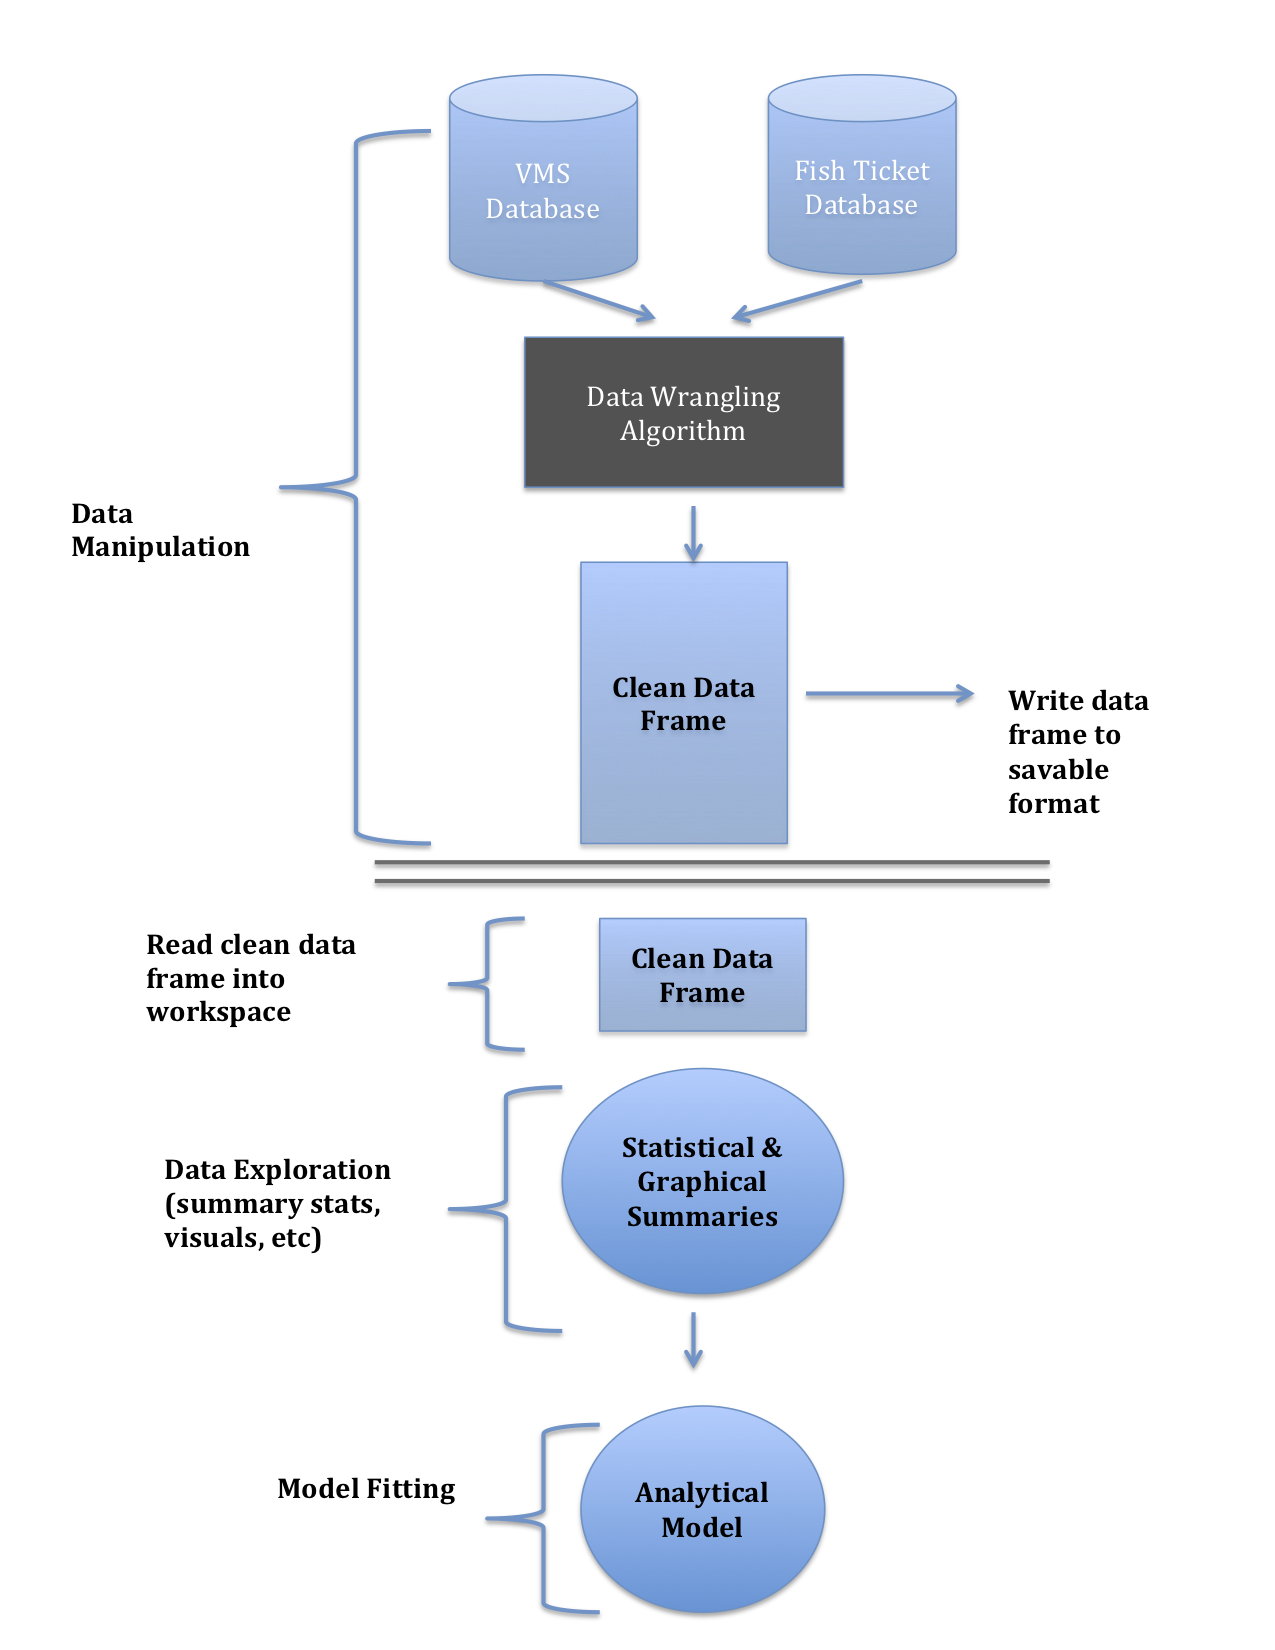 VMS
Database
Fish Ticket
Database
Data Wrangling
Algorithm
Data
Manipulation
Clean Data
Frame
Write data
frame to
savable
format
Read clean data
frame into
workspace
Clean Data
Frame
Statistical &
Graphical
Summaries
Data Exploration
(summary stats,
visuals, etc)
Model Fitting
Analytical
Model